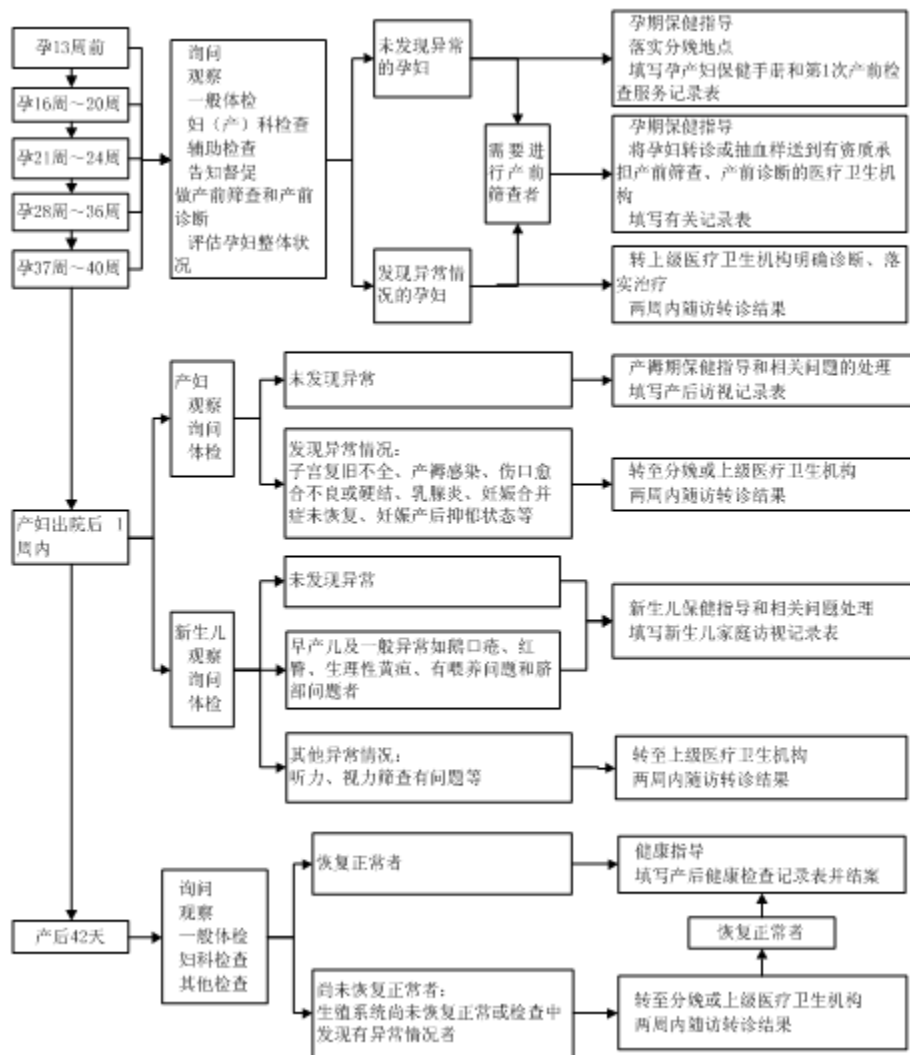 孕13周前
孕16周～20周
孕21周～24周
孕28周～36周
孕37周～40周
询问
观察
一般体检
妇（产）科检查
辅助检查
告知督促
做产前筛查和产前
诊断
评估孕妇整体状
况
未发现异常
的孕妇
需要进
行产前
筛查者
发现异常情
况的孕妇
孕期保健指导
落实分娩地点
填写孕产妇保健手册和第1次产前检
查服务记录表
孕期保健指导
将孕妇转诊或抽血样送到有资质承
担产前筛查、产前诊断的医疗卫生机
构
填写有关记录表
转上级医疗卫生机构明确诊断、落
实治疗
两周内随访转诊结果
产妇出院后 1
周内
产妇
观察
询问
体检
未发现异常
产褥期保健指导和相关问题的处理
填写产后访视记录表
发现异常情况：
子宫复旧不全、产褥感染、伤口愈
合不良或硬结、乳腺炎、妊娠合并
症未恢复、妊娠产后抑郁状态等
转至分娩或上级医疗卫生机构
两周内随访转诊结果
新生儿
观察
询问
体检
未发现异常
早产儿及一般异常如鹅口疮、红
臀、生理性黄疸、有喂养问题和脐
部问题者
新生儿保健指导和相关问题处理
填写新生儿家庭访视记录表
其他异常情况：
听力、视力筛查有问题等
转至上级医疗卫生机构
两周内随访转诊结果
产后42天
询问
观察
一般体检
妇科检查
其他检查
恢复正常者
健康指导
填写产后健康检查记录表并结案
恢复正常者
尚未恢复正常者：
生殖系统尚未恢复正常或检查中
发现有异常情况者
转至分娩或上级医疗卫生机构
两周内随访转诊结果